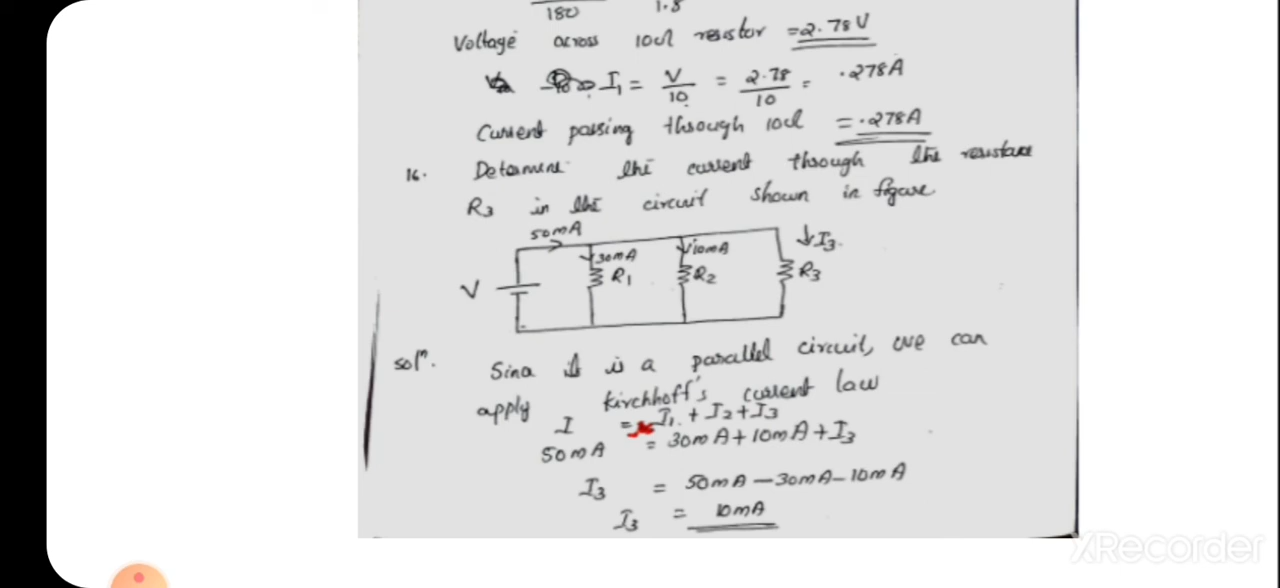 180 1.8
Voltage across 10Ω resistor = 2.78V
I1 = V/10 = 2.78/10 = .278A
Current passing through 10Ω = .278A
16. Determine the current through the resistance
R3 in the circuit shown in figure
50mA
30mA 10mA I3.
V R1 R2 R3
Soln. Since it is a parallel circuit, we can
apply Kirchhoff's current law
I = I1 + I2 + I3
50mA = 30mA + 10mA + I3
I3 = 50mA - 30mA - 10mA
I3 = 10mA
XRecorder